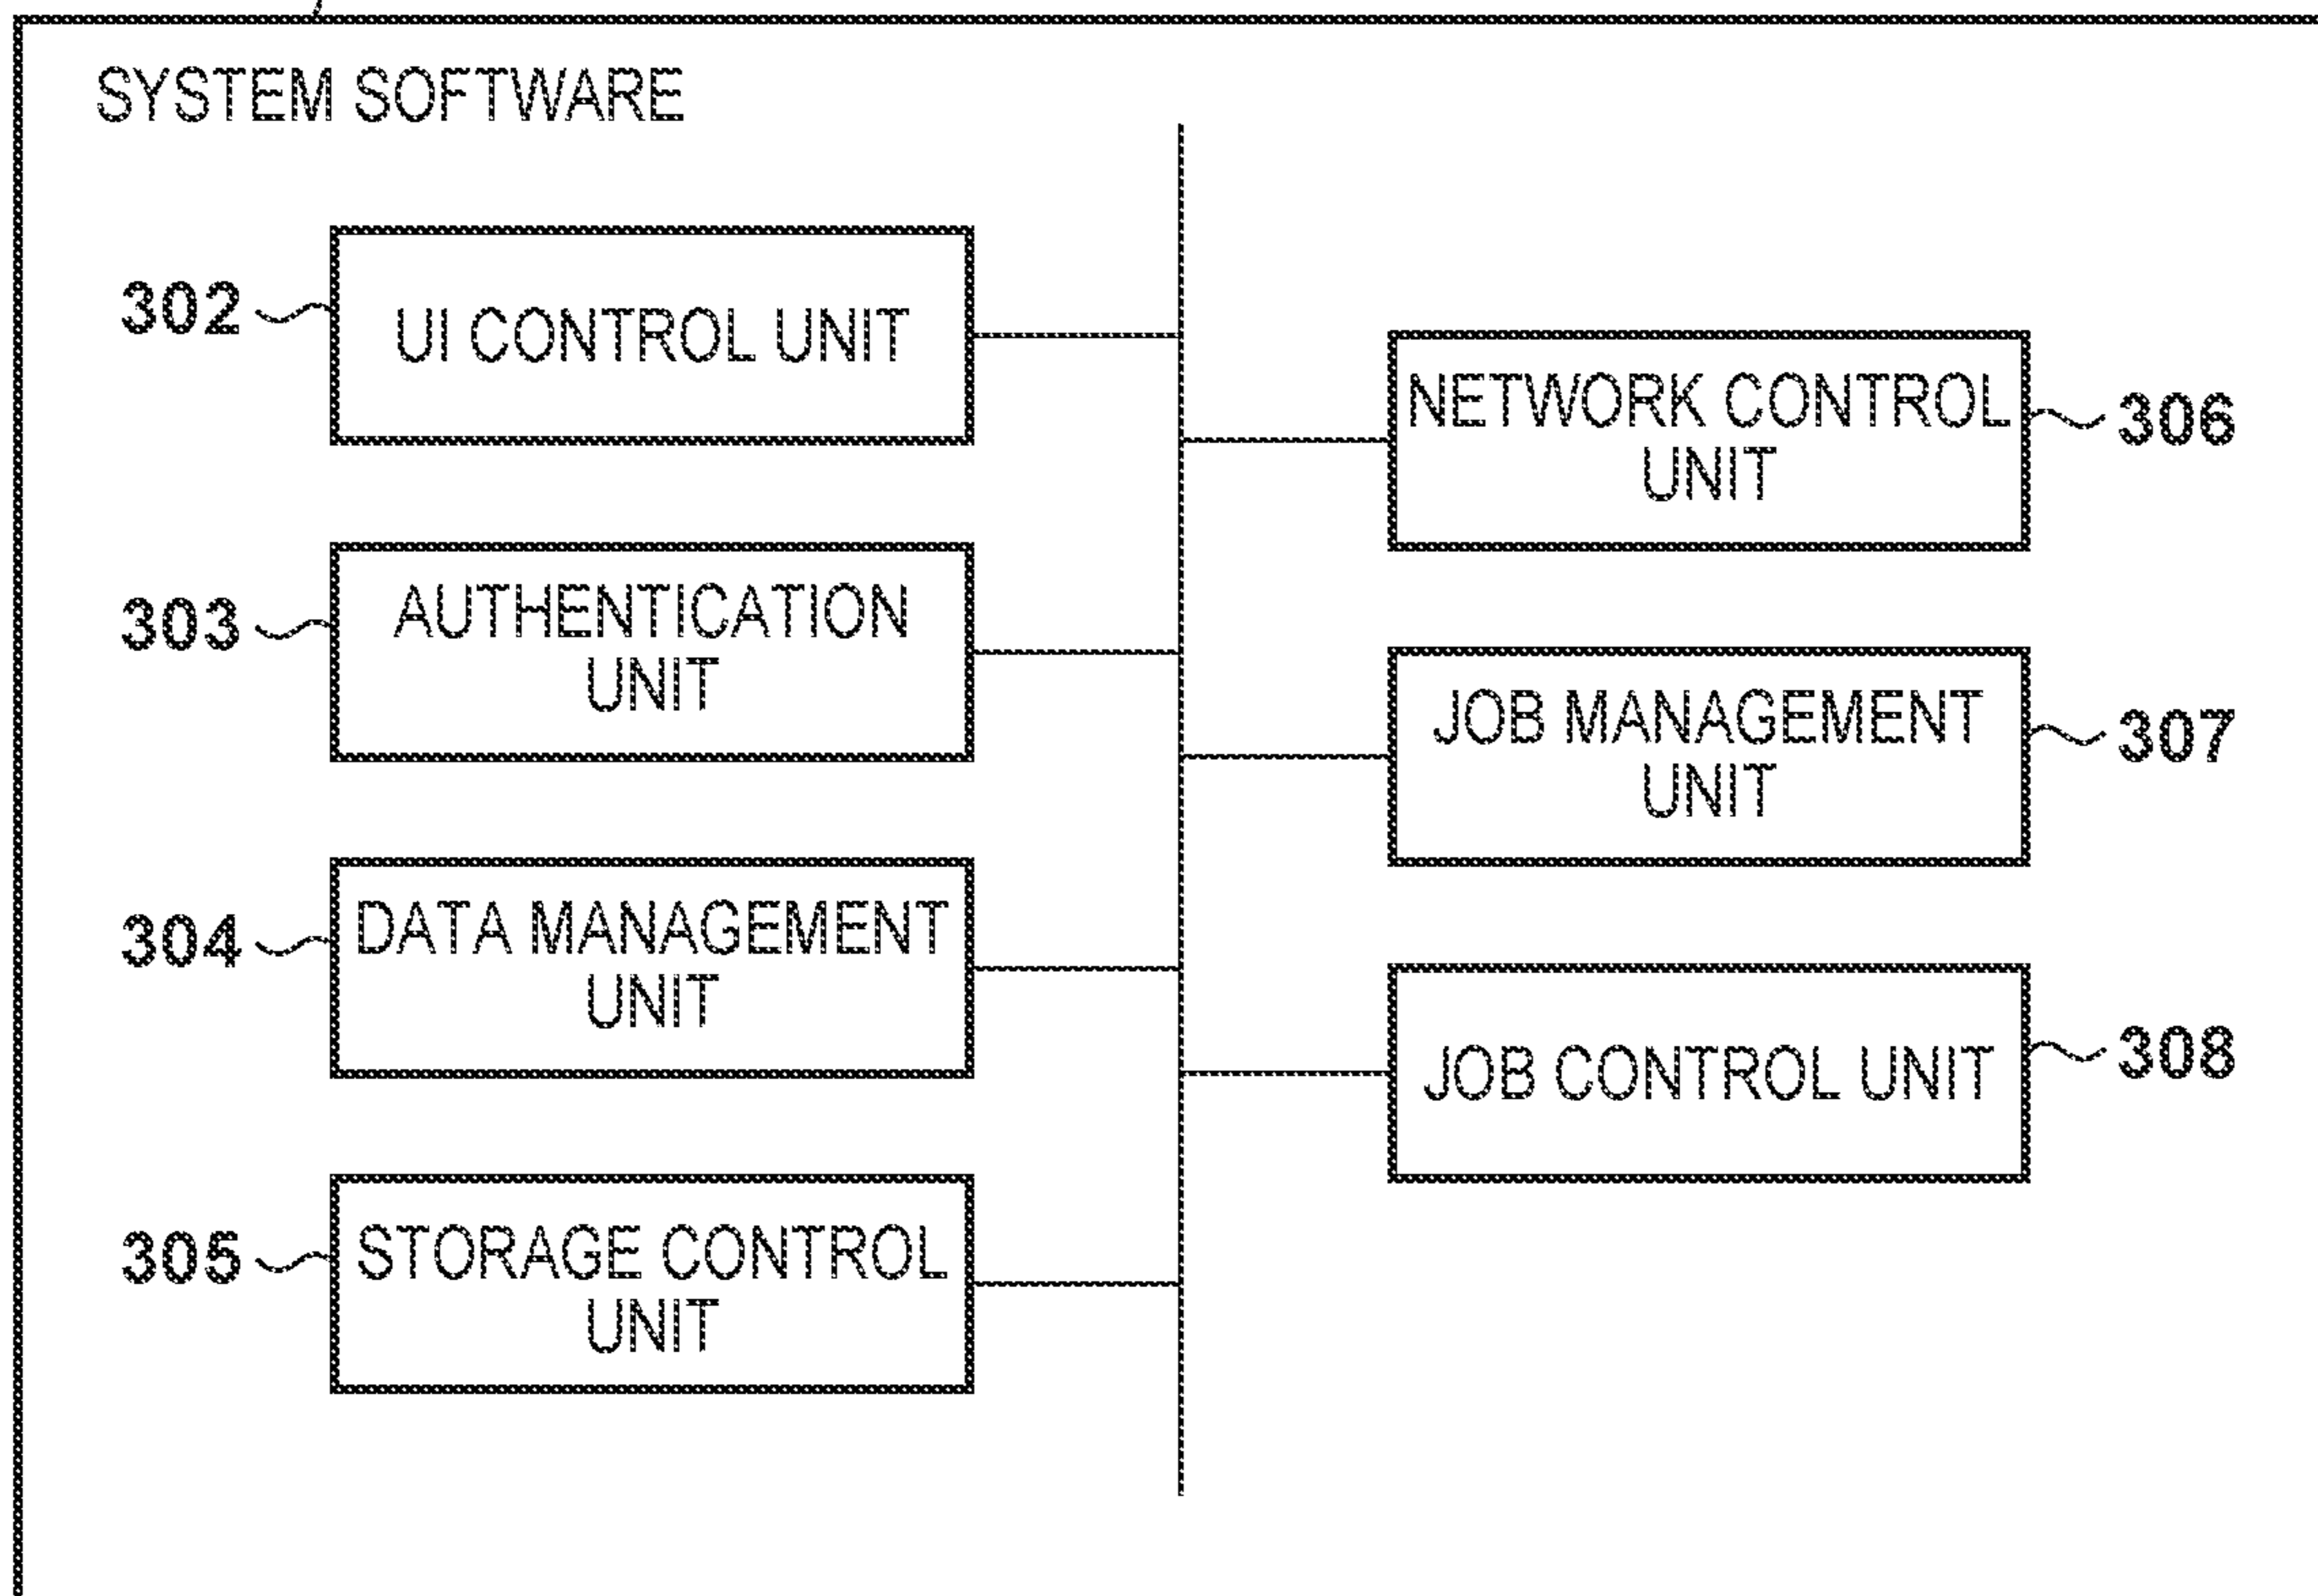 SYSTEM SOFTWARE
302
UI CONTROL UNIT
303
AUTHENTICATION
UNIT
304
DATA MANAGEMENT
UNIT
305
STORAGE CONTROL
UNIT
NETWORK CONTROL
UNIT
306
JOB MANAGEMENT
UNIT
307
JOB CONTROL UNIT
308